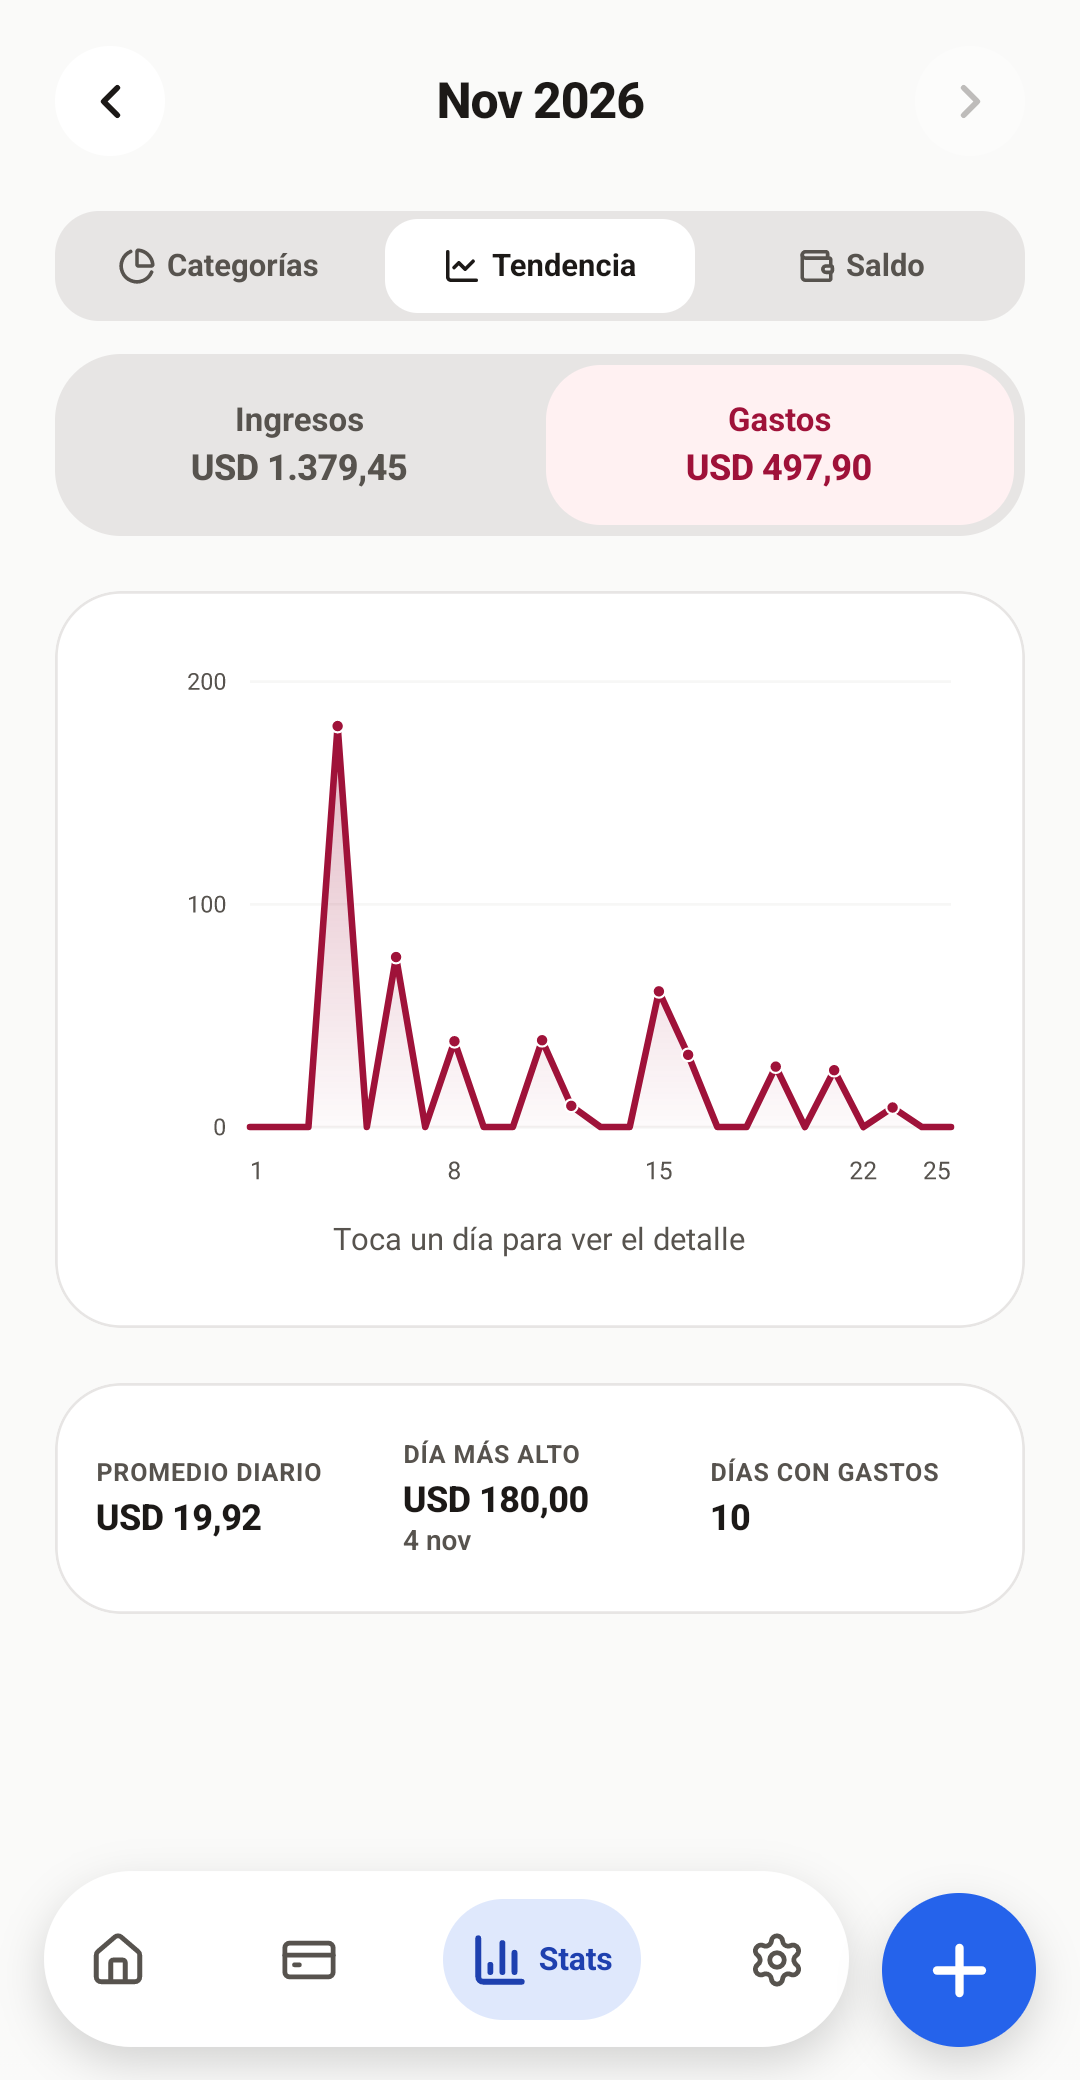 Nov 2026
Categorías
Tendencia
Saldo
Ingresos
USD 1.379,45
Gastos
USD 497,90
200
100
0
1 8 15 22 25
Toca un día para ver el detalle
PROMEDIO DIARIO
USD 19,92
DÍA MÁS ALTO
USD 180,00
4 nov
DÍAS CON GASTOS
10
Stats